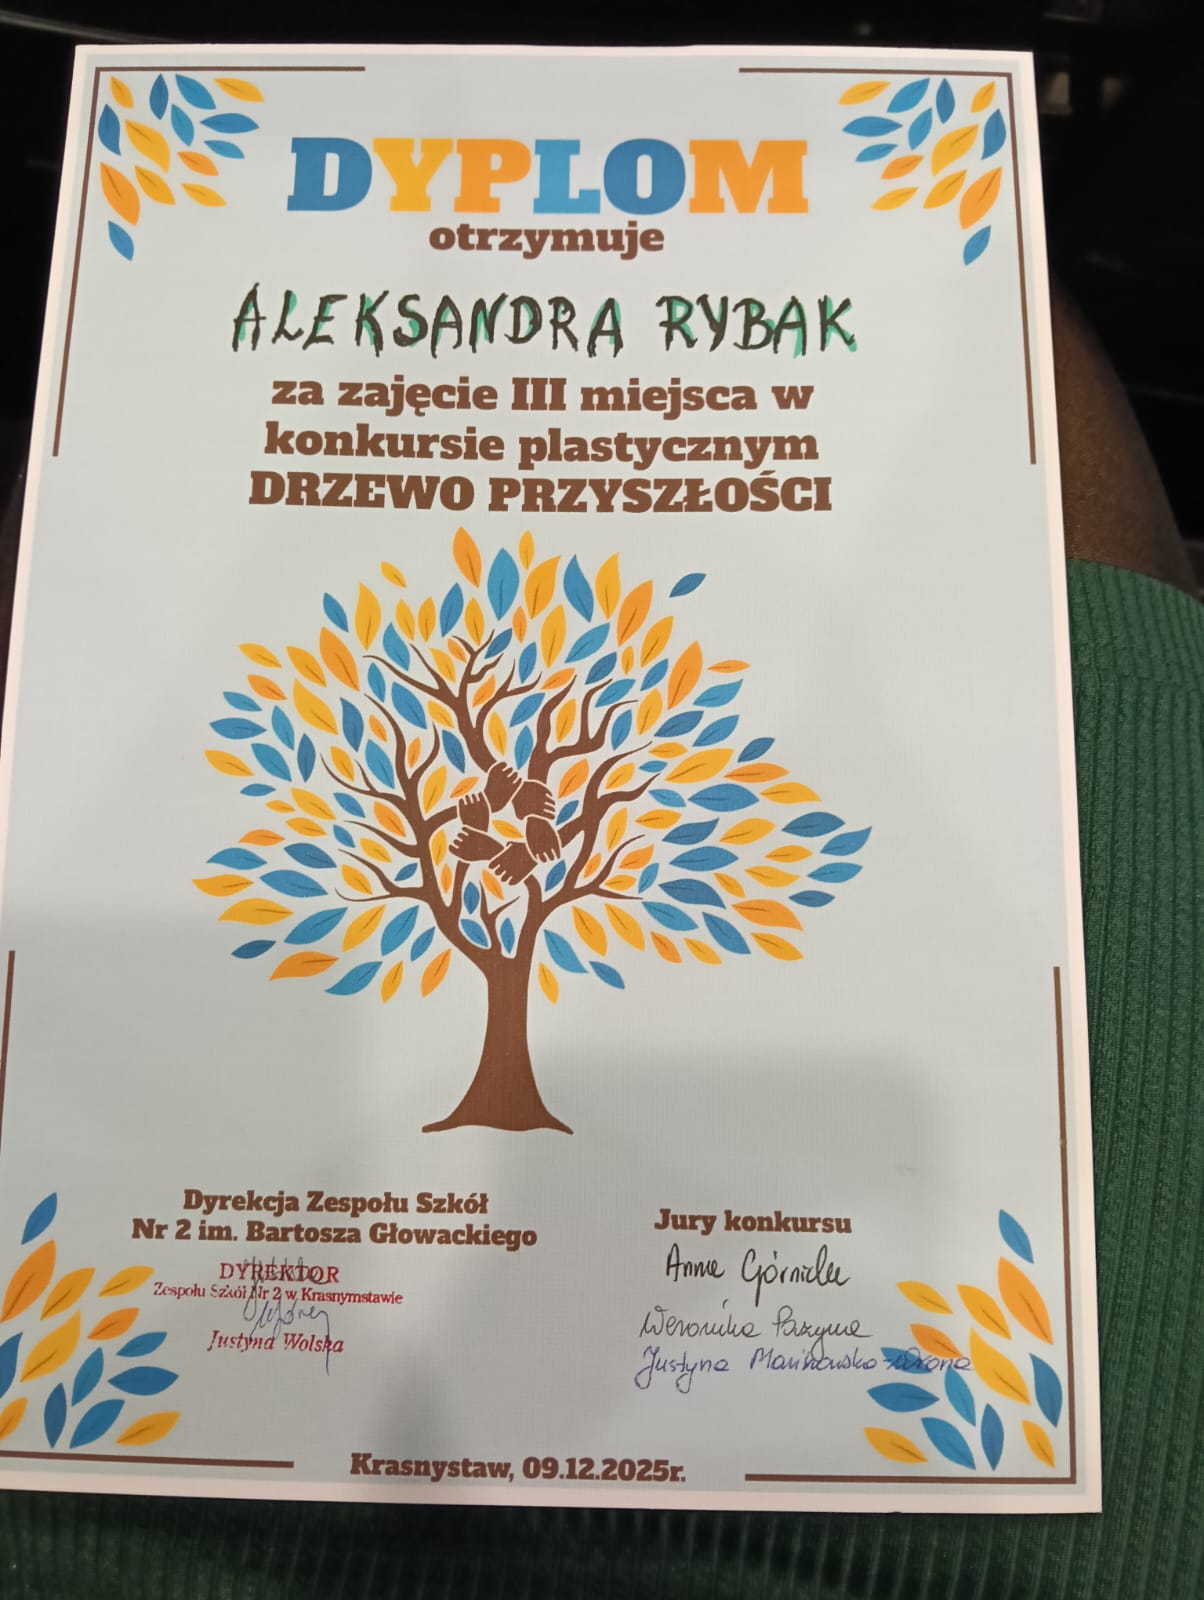 DYPLOM
otrzymuje
ALEKSANDRA RYBAK
za zajęcie III miejsca w
konkursie plastycznym
DRZEWO PRZYSZŁOŚCI
Dyrekcja Zespołu Szkół
Nr 2 im. Bartosza Głowackiego
DYREKTOR
Zespołu Szkół Nr 2 w Krasnymstawie
Justyna Wolska
Jury konkursu
Anna
Weronika
Justyna
Krasnystaw, 09.12.2025r.